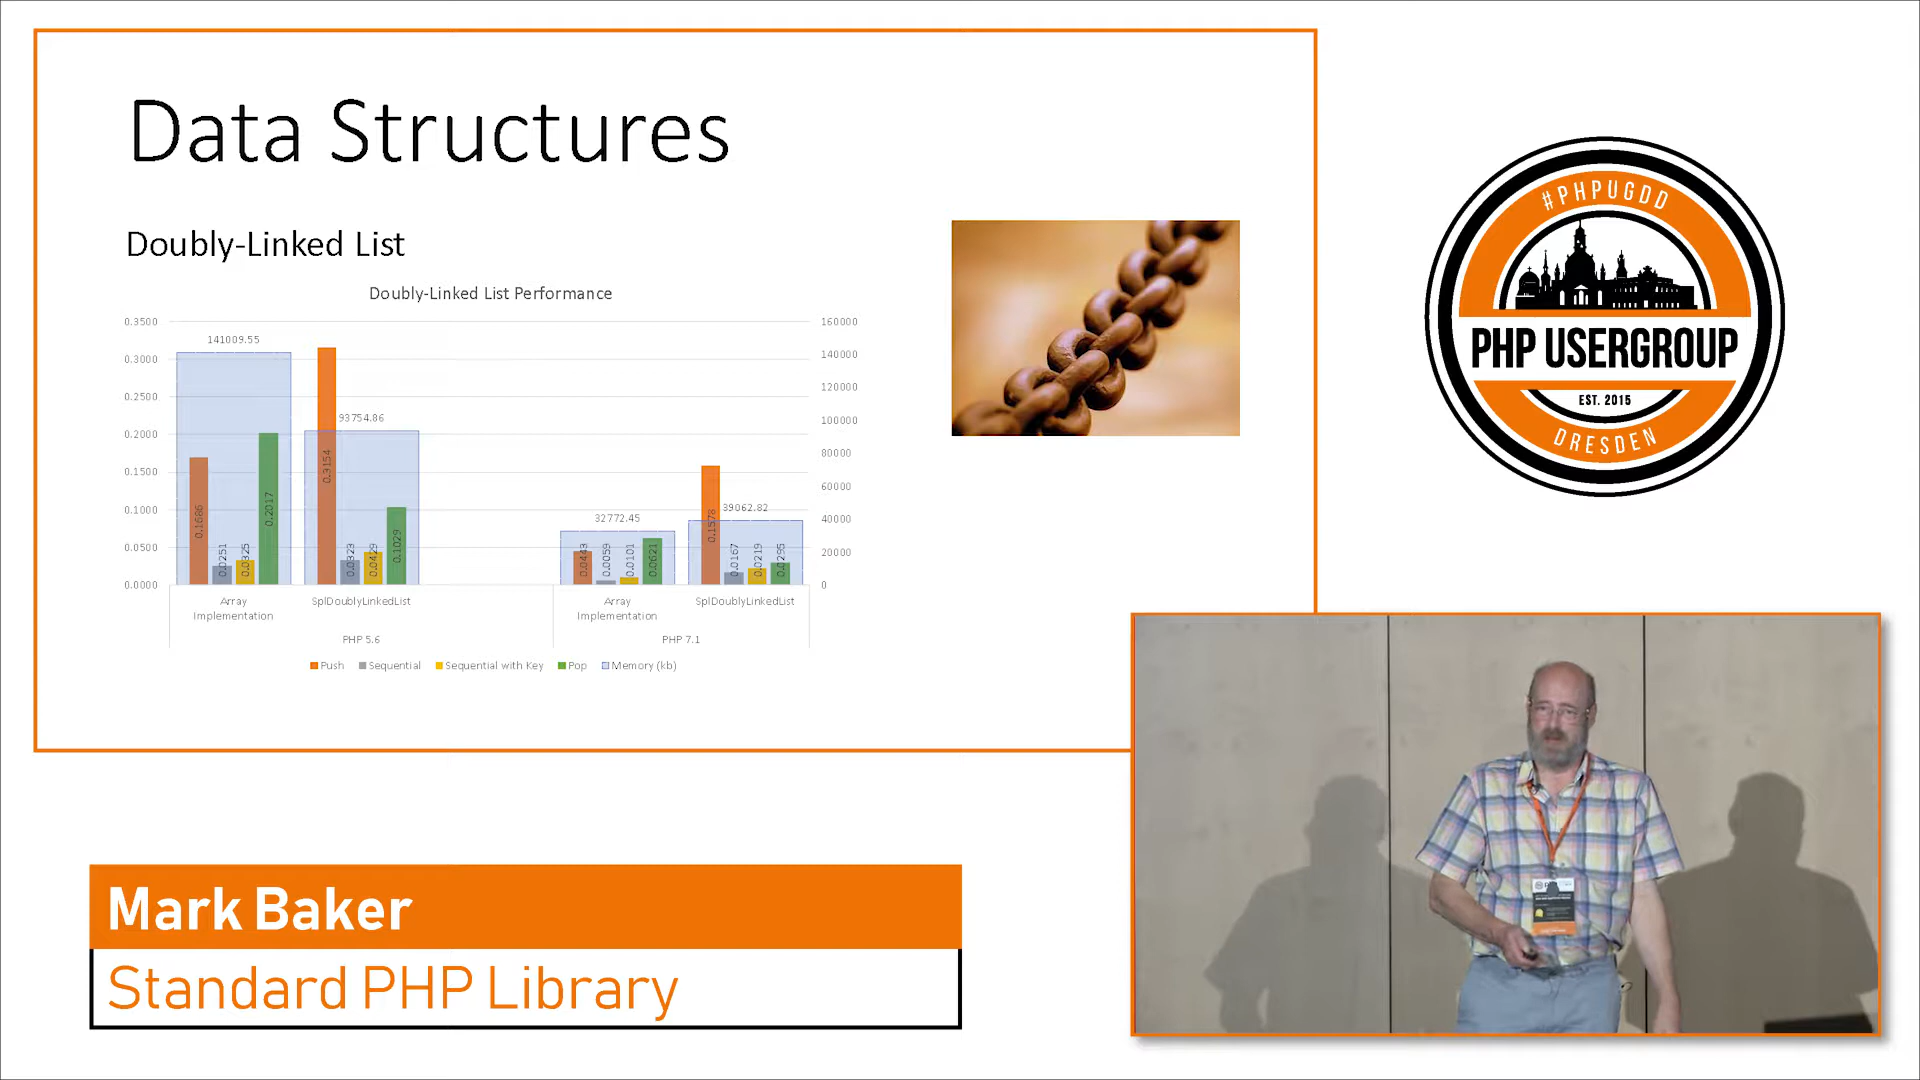 Data Structures
Doubly-Linked List
Doubly-Linked List Performance
0.3500
0.3000
0.2500
0.2000
0.1500
0.1000
0.0500
0.0000
160000
140000
120000
100000
80000
60000
40000
20000
0
141009.55
93754.86
32772.45
39062.82
0.1686
0.0251
0.0325
0.2017
0.3154
0.0323
0.0429
0.1029
0.0443
0.0059
0.0101
0.0621
0.1578
0.0167
0.0219
0.0295
Array Implementation
SplDoublyLinkedList
Array Implementation
SplDoublyLinkedList
PHP 5.6
PHP 7.1
Push
Sequential
Sequential with Key
Pop
Memory (kb)
#PHPUGDD
PHP USERGROUP
EST. 2015
DRESDEN
Mark Baker
Standard PHP Library